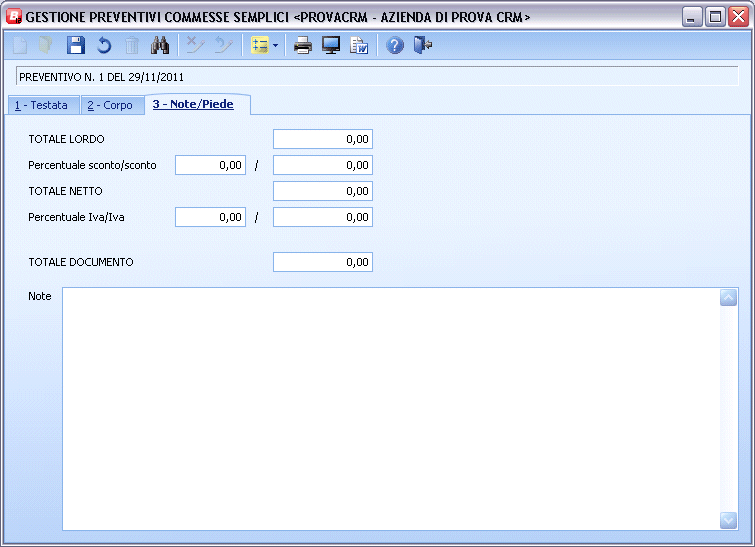 GESTIONE PREVENTIVI COMMESSE SEMPLICI <PROVACRM - AZIENDA DI PROVA CRM>
PREVENTIVO N. 1 DEL 29/11/2011
1 - Testata 2 - Corpo 3 - Note/Piede
TOTALE LORDO 0,00
Percentuale sconto/sconto 0,00 / 0,00
TOTALE NETTO 0,00
Percentuale Iva/Iva 0,00 / 0,00
TOTALE DOCUMENTO 0,00
Note